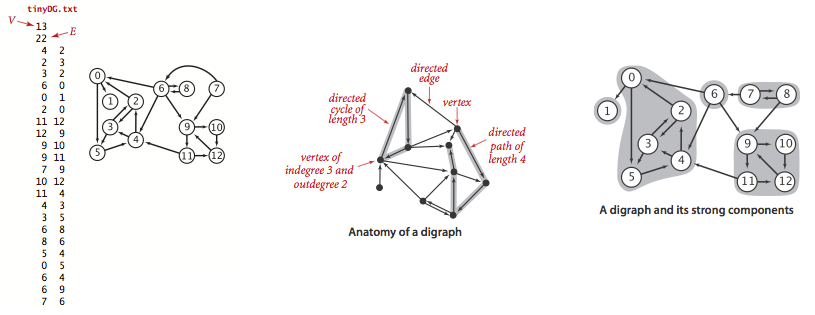 tinyDG.txt
V
13
22
E
4 2
2 3
3 2
6 0
0 1
2 0
11 12
12 9
9 10
9 11
7 9
10 12
11 4
4 3
3 5
6 8
8 6
5 4
0 5
6 4
6 9
7 6
0
6 8 7
1 2
3
4
9 10
5
11 12
directed
edge
directed
cycle of
length 3
vertex
directed
path of
length 4
vertex of
indegree 3 and
outdegree 2
Anatomy of a digraph
0
6 7 8
1
2
3
9 10
4
5
11 12
A digraph and its strong components